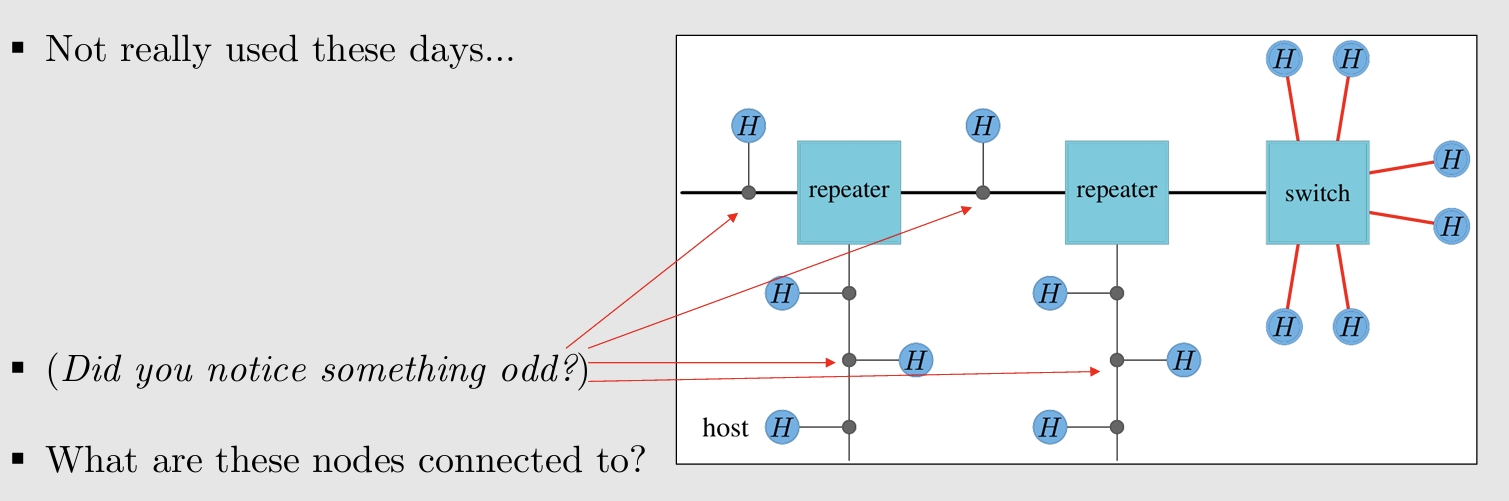 Not really used these days...
(Did you notice something odd?)
What are these nodes connected to?
H H
H H
repeater repeater switch H
H
H H
H H
H H
host H H